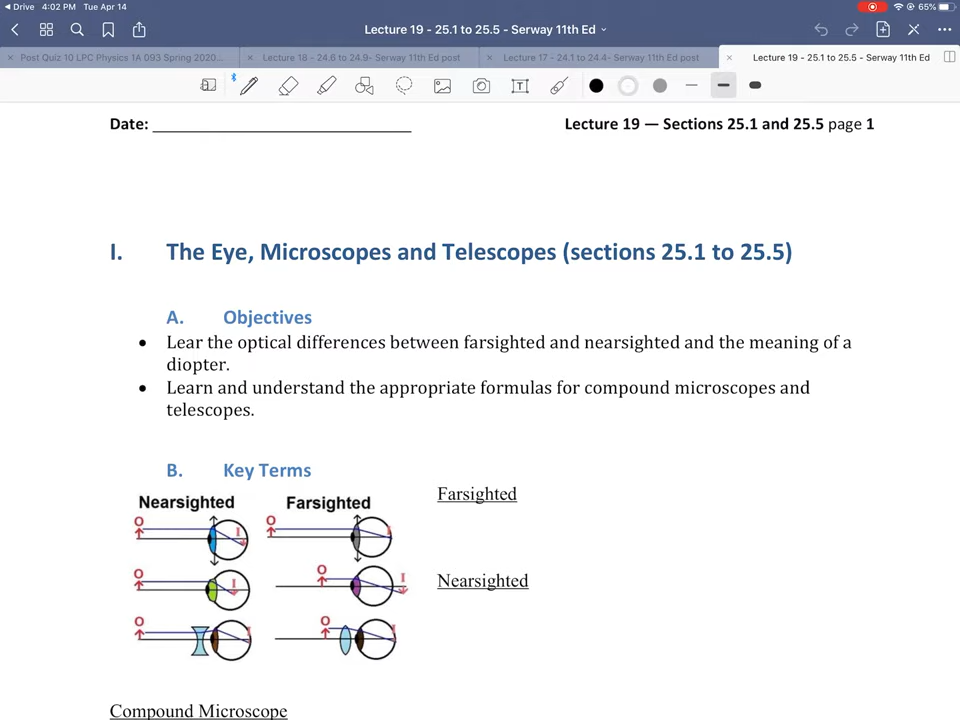 Drive 4:02 PM Tue Apr 14 65%
Lecture 19 - 25.1 to 25.5 - Serway 11th Ed
Post Quiz 10 LPC Physics 1A 093 Spring 2020... Lecture 18 – 24.6 to 24.9- Serway 11th Ed post Lecture 17 - 24.1 to 24.4- Serway 11th Ed post Lecture 19 - 25.1 to 25.5 - Serway 11th Ed
T
Date: Lecture 19 — Sections 25.1 and 25.5 page 1
I. The Eye, Microscopes and Telescopes (sections 25.1 to 25.5)
A. Objectives
• Lear the optical differences between farsighted and nearsighted and the meaning of a
diopter.
• Learn and understand the appropriate formulas for compound microscopes and
telescopes.
B. Key Terms
Nearsighted Farsighted
Farsighted
O I O I
Nearsighted
O I O I
O I O I
Compound Microscope